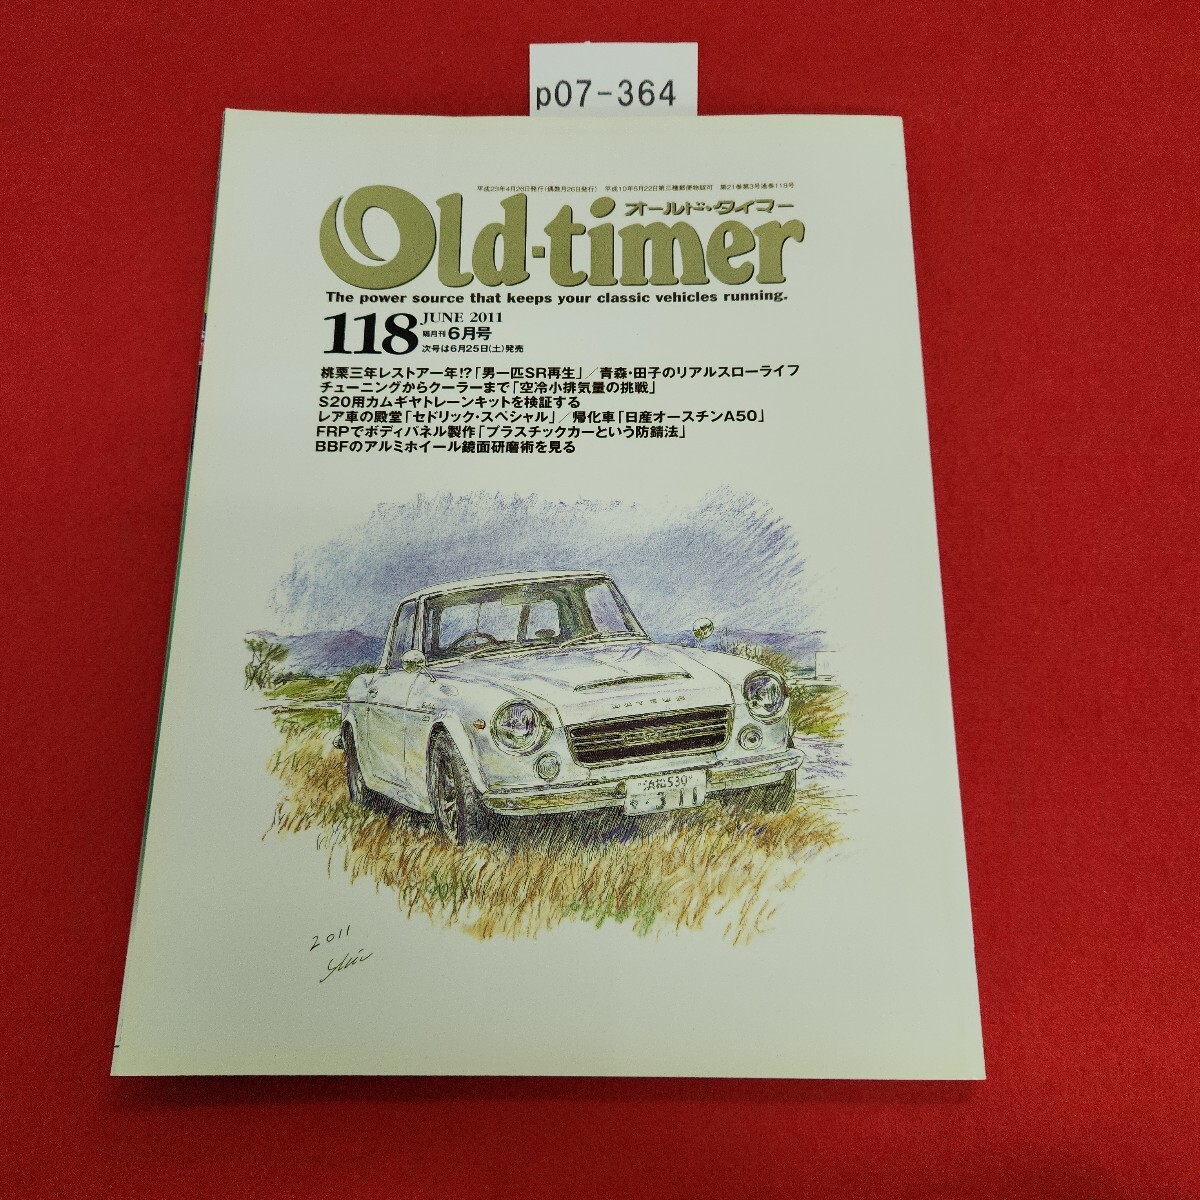 p07-364
平成23年4月26日発行(偶数月26日発行) 平成10年5月22日第三種郵便物認可 第21巻第3号通巻118号
オールド・タイマー
Old-timer
The power source that keeps your classic vehicles running.
118 JUNE 2011
隔月刊6月号
次号は6月25日(土)発売
桃栗三年レストアー年!?「男一匹SR再生」/青森・田子のリアルスローライフ
チューニングからクーラーまで「空冷小排気量の挑戦」
S20用カムギヤトレーンキットを検証する
レア車の殿堂「セドリック・スペシャル」/帰化車「日産オースチンA50」
FRPでボディパネル製作「プラスチックカーという防錆法」
BBFのアルミホイール鏡面研磨術を見る
DATSUN
浜松530
311
2011